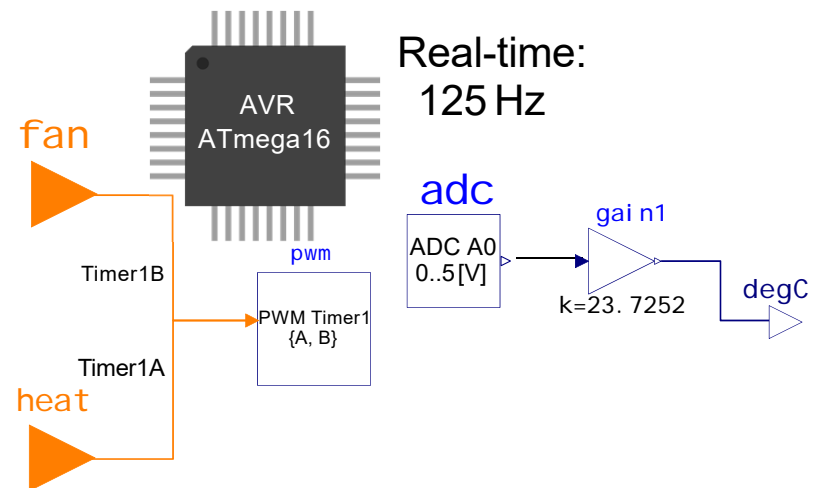 Real-time:
125 Hz
AVR
ATmega16
fan
adc
gain1
pwm
ADC A0
0..5[V]
Timer1B
degC
k=23.7252
PWM Timer1
{A, B}
Timer1A
heat